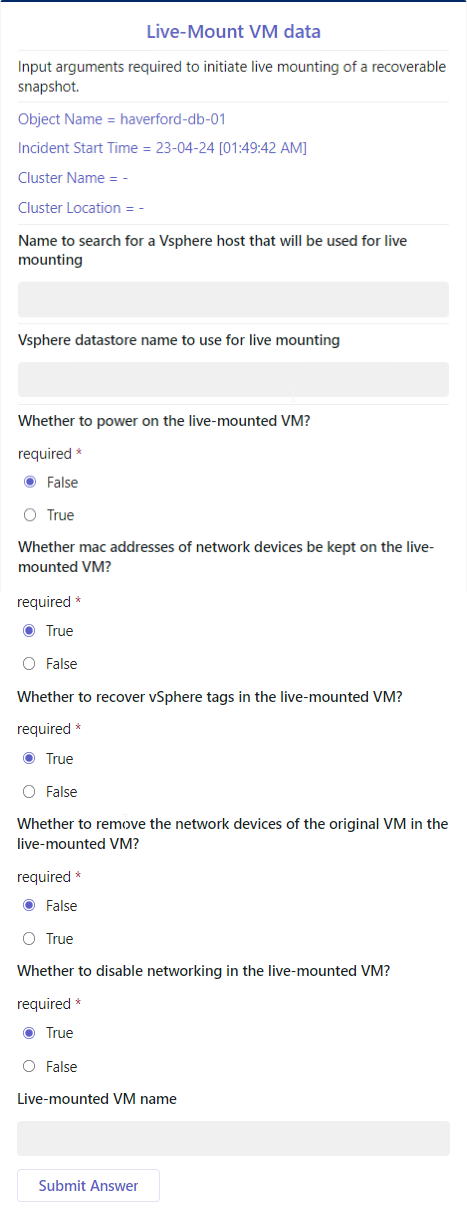 Live-Mount VM data
Input arguments required to initiate live mounting of a recoverable
snapshot.
Object Name = haverford-db-01
Incident Start Time = 23-04-24 [01:49:42 AM]
Cluster Name = -
Cluster Location = -
Name to search for a Vsphere host that will be used for live
mounting
Vsphere datastore name to use for live mounting
Whether to power on the live-mounted VM?
required *
False
True
Whether mac addresses of network devices be kept on the live-
mounted VM?
required *
True
False
Whether to recover vSphere tags in the live-mounted VM?
required *
True
False
Whether to remove the network devices of the original VM in the
live-mounted VM?
required *
False
True
Whether to disable networking in the live-mounted VM?
required *
True
False
Live-mounted VM name
Submit Answer